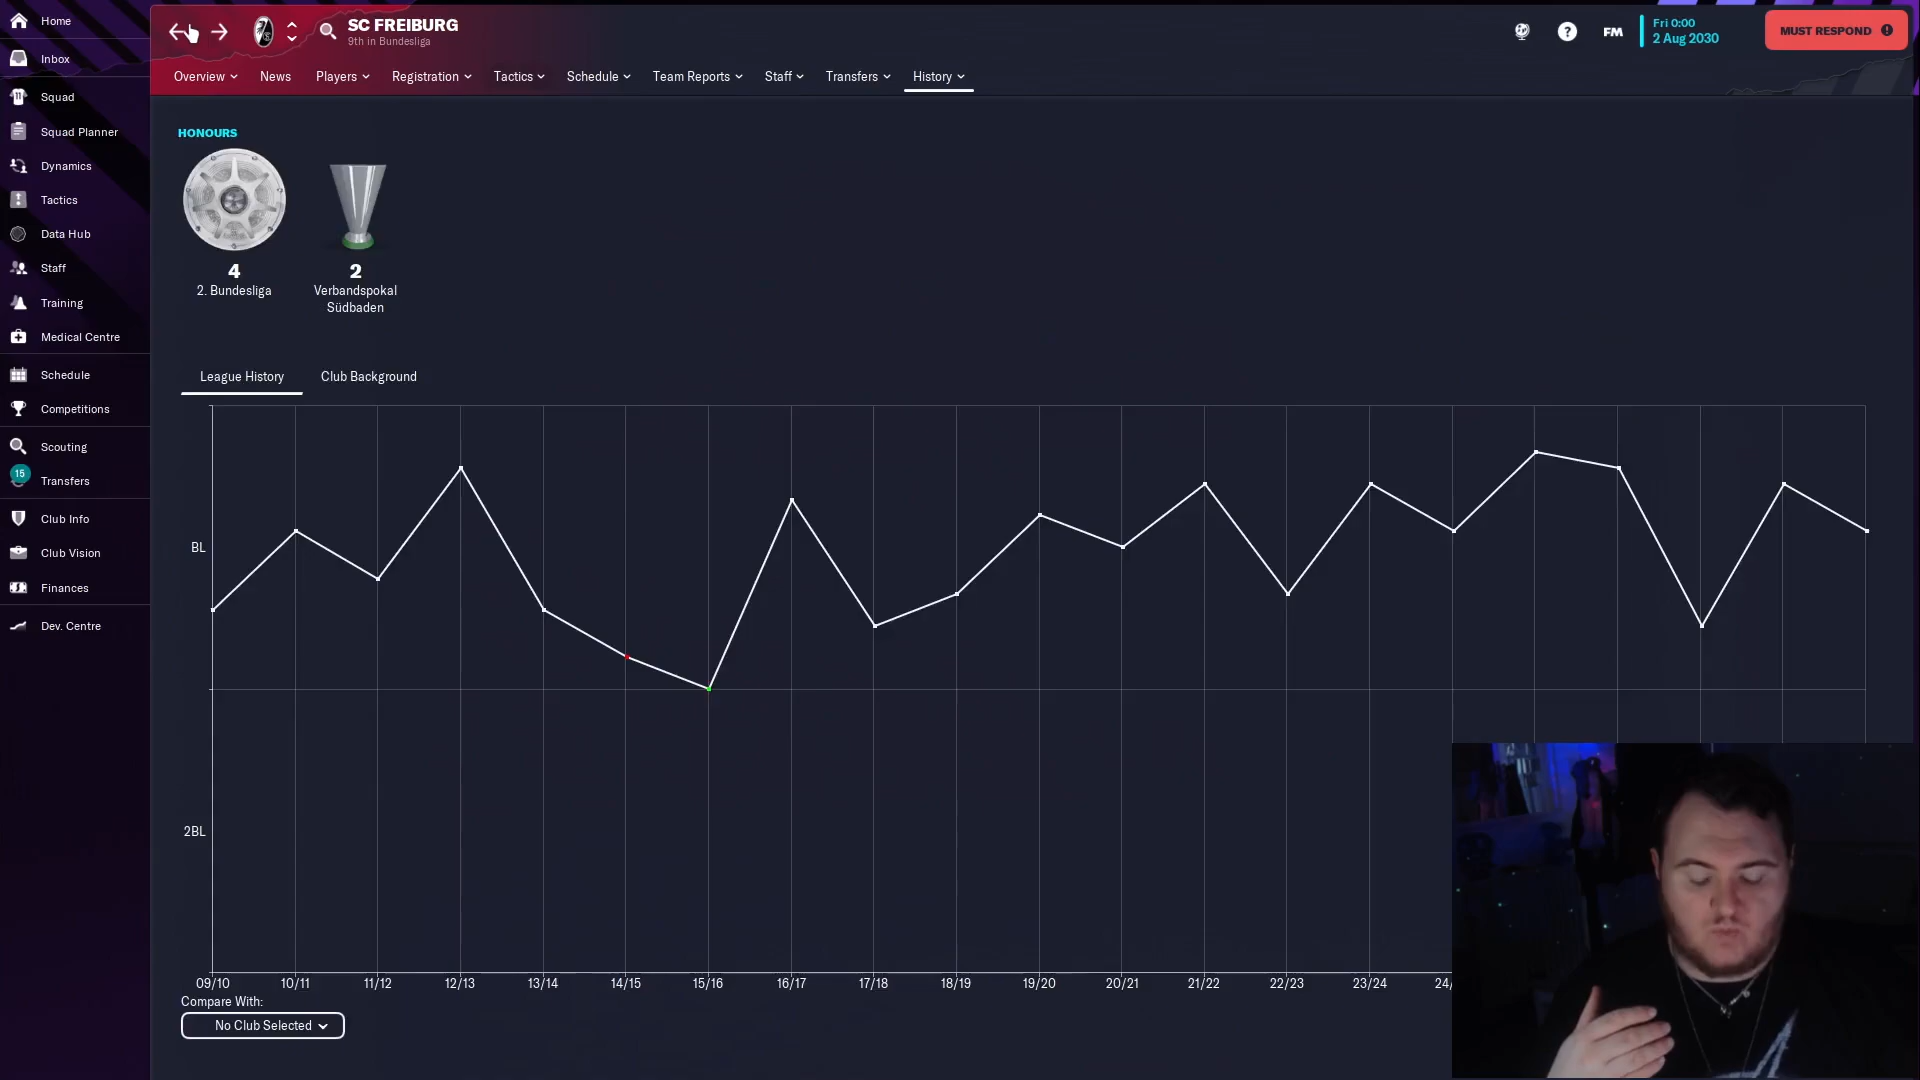 Home
Inbox
Squad
Squad Planner
Dynamics
Tactics
Data Hub
Staff
Training
Medical Centre
Schedule
Competitions
Scouting
15
Transfers
Club Info
Club Vision
Finances
Dev. Centre
SC FREIBURG
9th in Bundesliga
FM
Fri 0:00
2 Aug 2030
MUST RESPOND
Overview
News
Players
Registration
Tactics
Schedule
Team Reports
Staff
Transfers
History
HONOURS
4
2. Bundesliga
2
Verbandspokal
Südbaden
League History
Club Background
BL
2BL
09/10 10/11 11/12 12/13 13/14 14/15 15/16 16/17 17/18 18/19 19/20 20/21 21/22 22/23 23/24 24/
Compare With:
No Club Selected